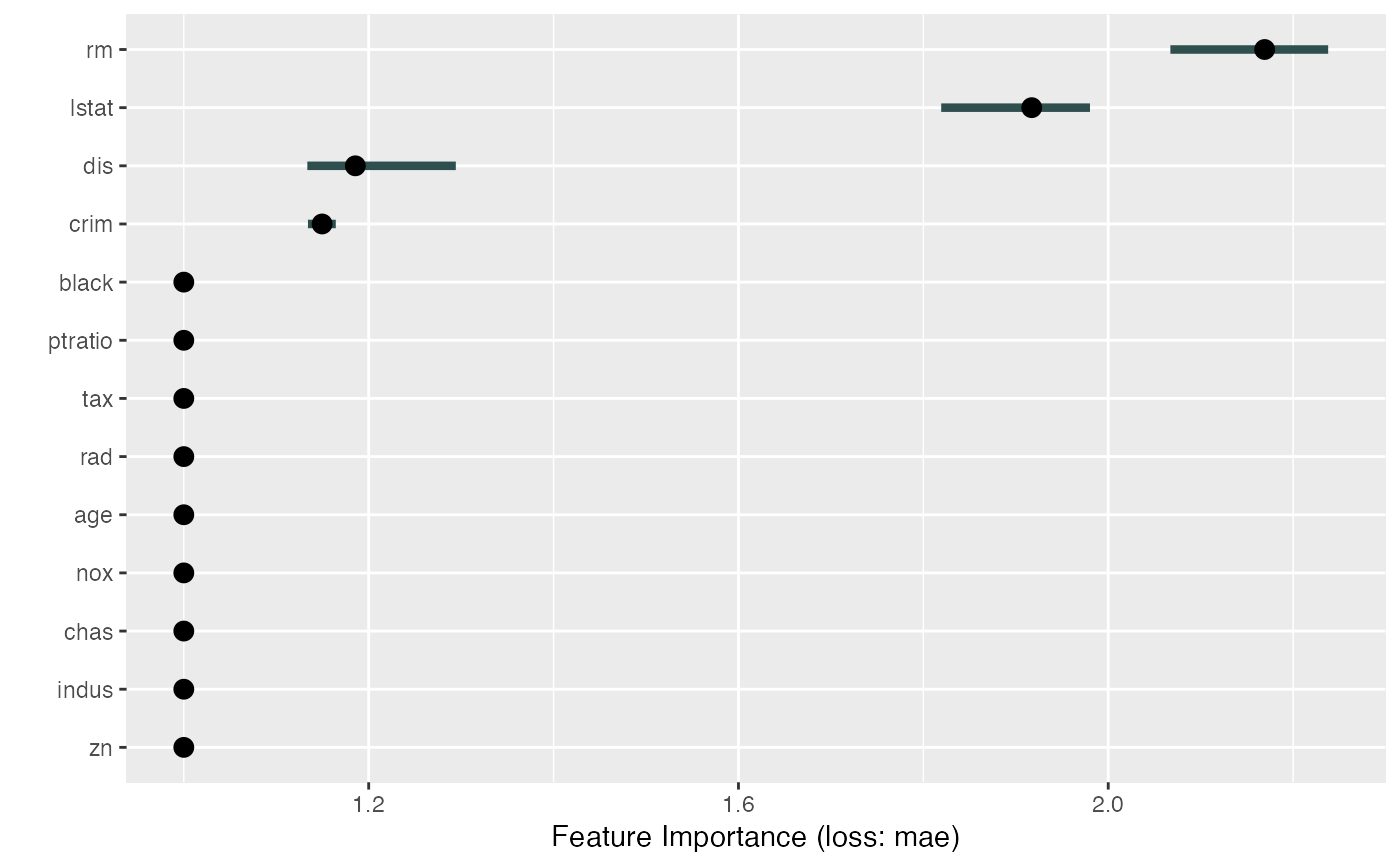 rm
lstat
dis
crim
black
ptratio
tax
rad
age
nox
chas
indus
zn
1.2 1.6 2.0
Feature Importance (loss: mae)